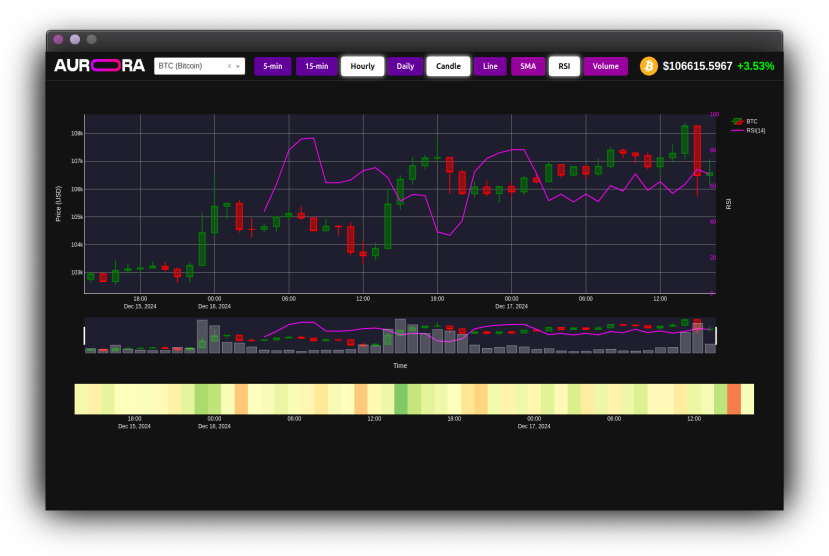 AURORA BTC (Bitcoin) × 5-min 15-min Hourly Daily Candle Line SMA RSI Volume $106615.5967 +3.53%
100
BTC
RSI(14)
108k
80
107k
60
106k
Price (USD)
RSI
105k
40
104k
20
103k
0
18:00 00:00 06:00 12:00 18:00 00:00 06:00 12:00
Dec 15, 2024 Dec 16, 2024 Dec 17, 2024
Time
18:00 00:00 06:00 12:00 18:00 00:00 06:00 12:00
Dec 15, 2024 Dec 16, 2024 Dec 17, 2024